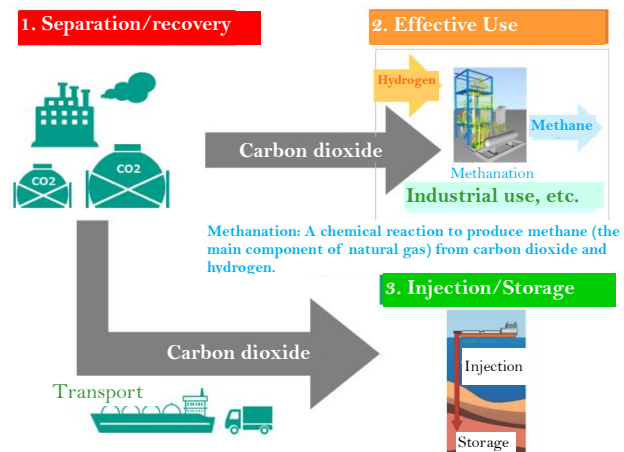 1. Separation/recovery
2. Effective Use
Hydrogen
CO2
CO2
Carbon dioxide
Methane
Methanation
Industrial use, etc.
Methanation: A chemical reaction to produce methane (the
main component of natural gas) from carbon dioxide and
hydrogen.
3. Injection/Storage
Carbon dioxide
Injection
Transport
Storage